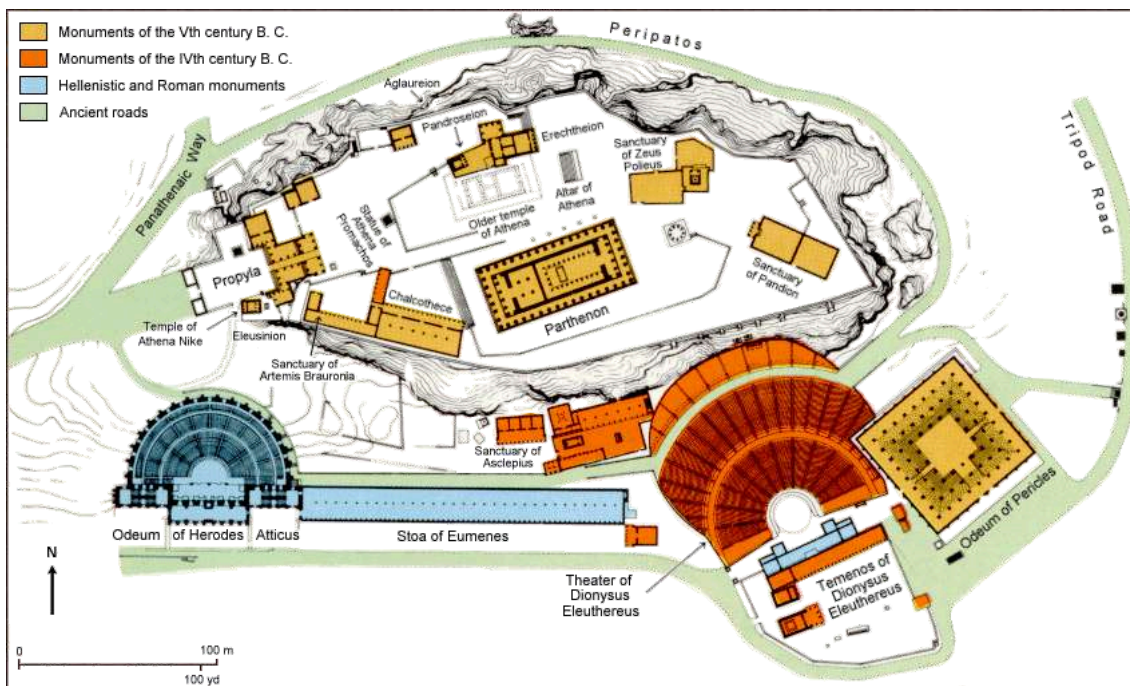 Monuments of the Vth century B. C.
Monuments of the IVth century B. C.
Hellenistic and Roman monuments
Ancient roads
Peripatos
Tripod Road
Panathenaic Way
Aglaureion
Pandroseion
Erechtheion
Sanctuary
of Zeus
Polieus
Altar of
Athena
Older temple
of Athena
Statue of
Athena
Promachos
Propyla
Chalcothece
Parthenon
Sanctuary
of Pandion
Temple of
Athena Nike
Eleusinion
Sanctuary of
Artemis Brauronia
Sanctuary of
Asclepius
Odeum of Herodes Atticus
Stoa of Eumenes
Odeum of Pericles
Theater of
Dionysus
Eleuthereus
Temenos of
Dionysus
Eleuthereus
N
0 100 m
100 yd